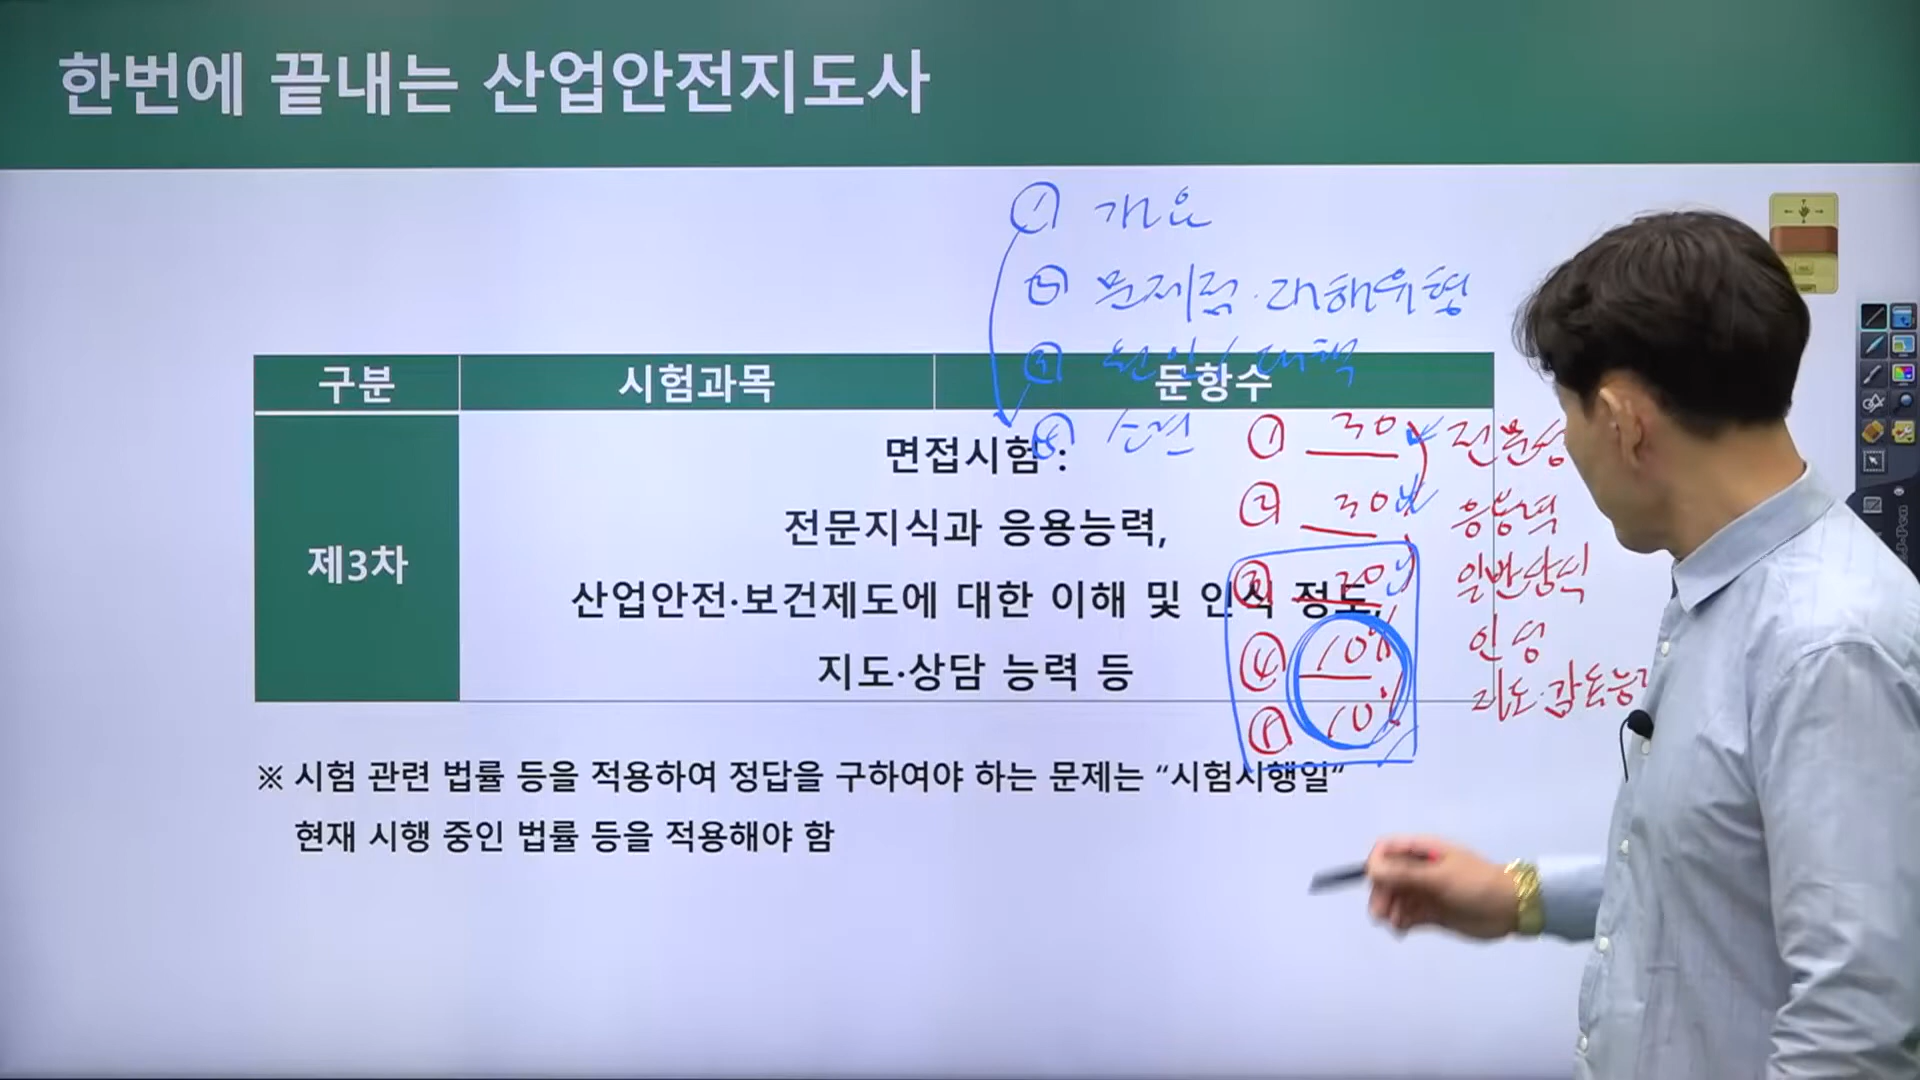 한번에 끝내는 산업안전지도사
① 개요
② 문제점·재해유형
③ 원인/대책
④ 소견
구분 시험과목 문항수
제3차
면접시험 :
전문지식과 응용능력,
산업안전·보건제도에 대한 이해 및 인식 정도,
지도·상담 능력 등
① 30 전문성
② 30 응용력
③ 20 일반상식
④ 10% 인성
⑤ 10%
※ 시험 관련 법률 등을 적용하여 정답을 구하여야 하는 문제는 “시험시행일”
현재 시행 중인 법률 등을 적용해야 함